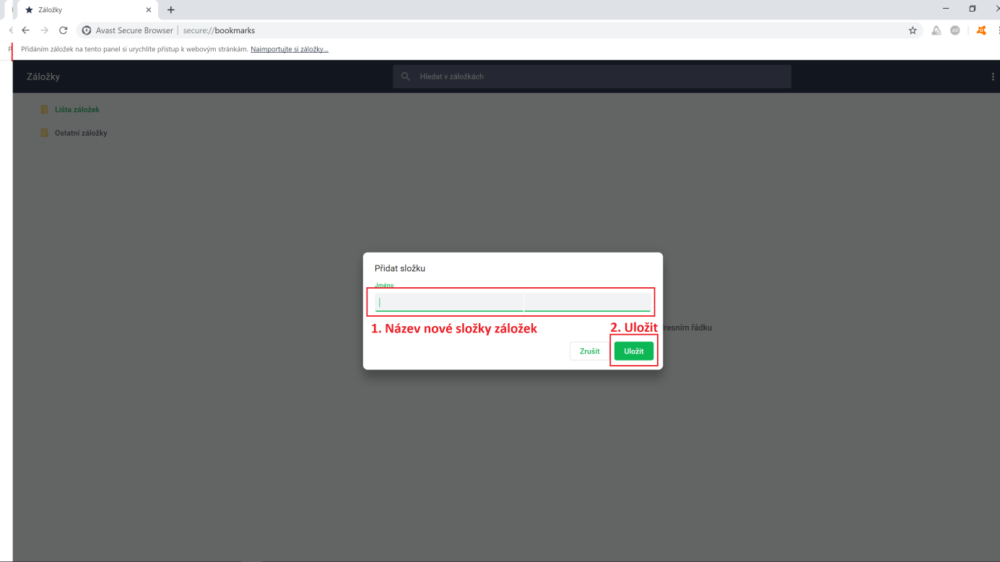 Záložky
Avast Secure Browser secure://bookmarks
Přidáním záložek na tento panel si urychlíte přístup k webovým stránkám. Naimportujte si záložky...
Záložky
Hledat v záložkách
Lišta záložek
Ostatní záložky
Přidat složku
Jméno
1. Název nové složky záložek
2. Uložit
řádku
Zrušit
Uložit